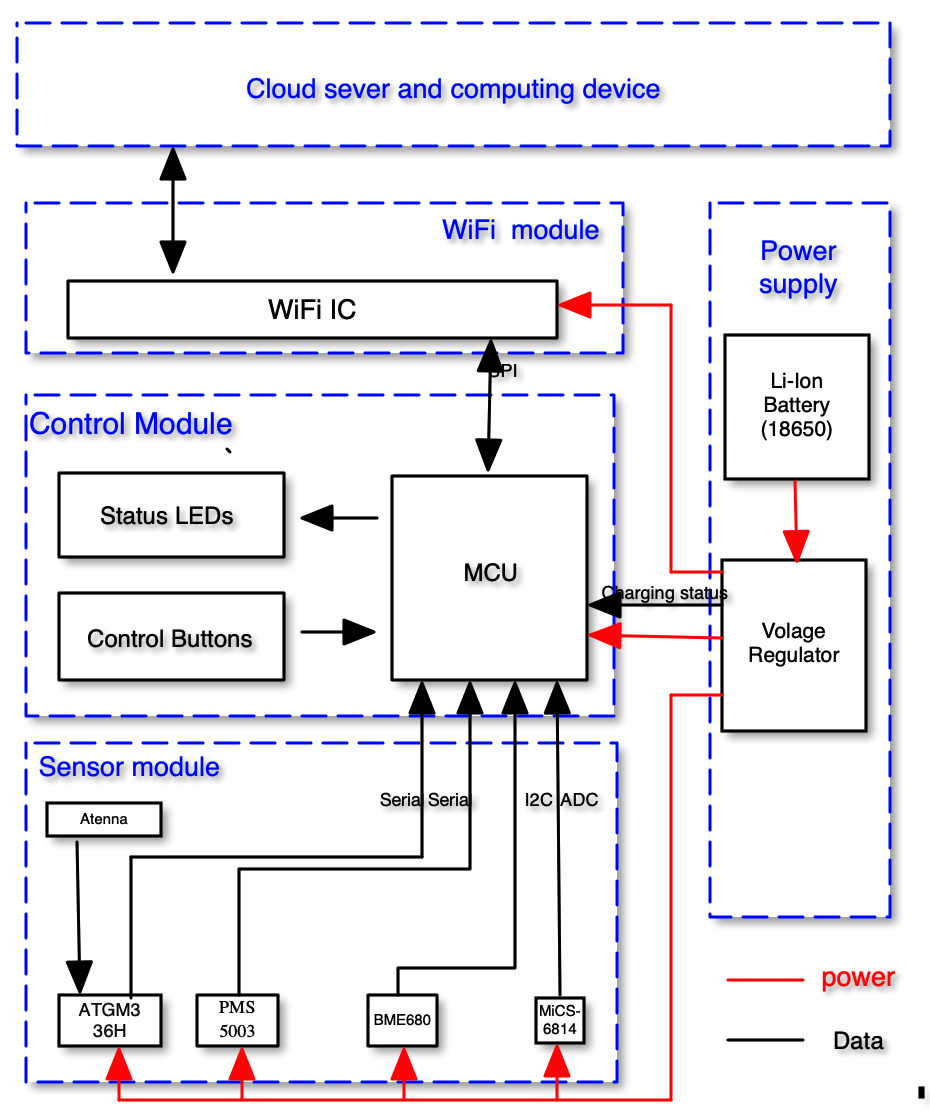 Cloud sever and computing device
WiFi module
WiFi IC
Power
supply
Li-Ion
Battery
(18650)
SPI
Control Module
Status LEDs
Control Buttons
MCU
Charging status
Volage
Regulator
Sensor module
Atenna
Serial Serial I2C ADC
ATGM3
36H
PMS
5003
BME680
MiCS-
6814
power
Data